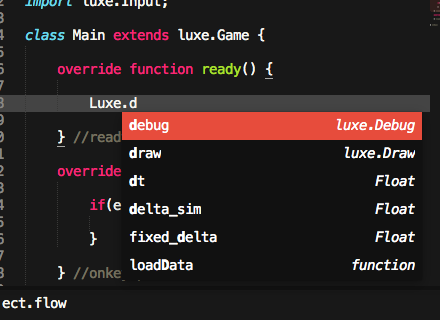 import luxe.Input;
class Main extends luxe.Game {
override function ready() {
Luxe.d
debug luxe.Debug
} //read
draw luxe.Draw
dt Float
override
delta_sim Float
if(e
fixed_delta Float
}
loadData function
} //onke
ect.flow